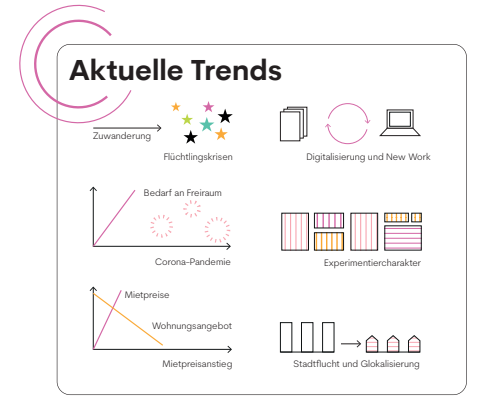 Aktuelle Trends
Zuwanderung
Flüchtlingskrisen
Digitalisierung und New Work
Bedarf an Freiraum
Corona-Pandemie
Experimentiercharakter
Mietpreise
Wohnungsangebot
Mietpreisanstieg
Stadtflucht und Glokalisierung